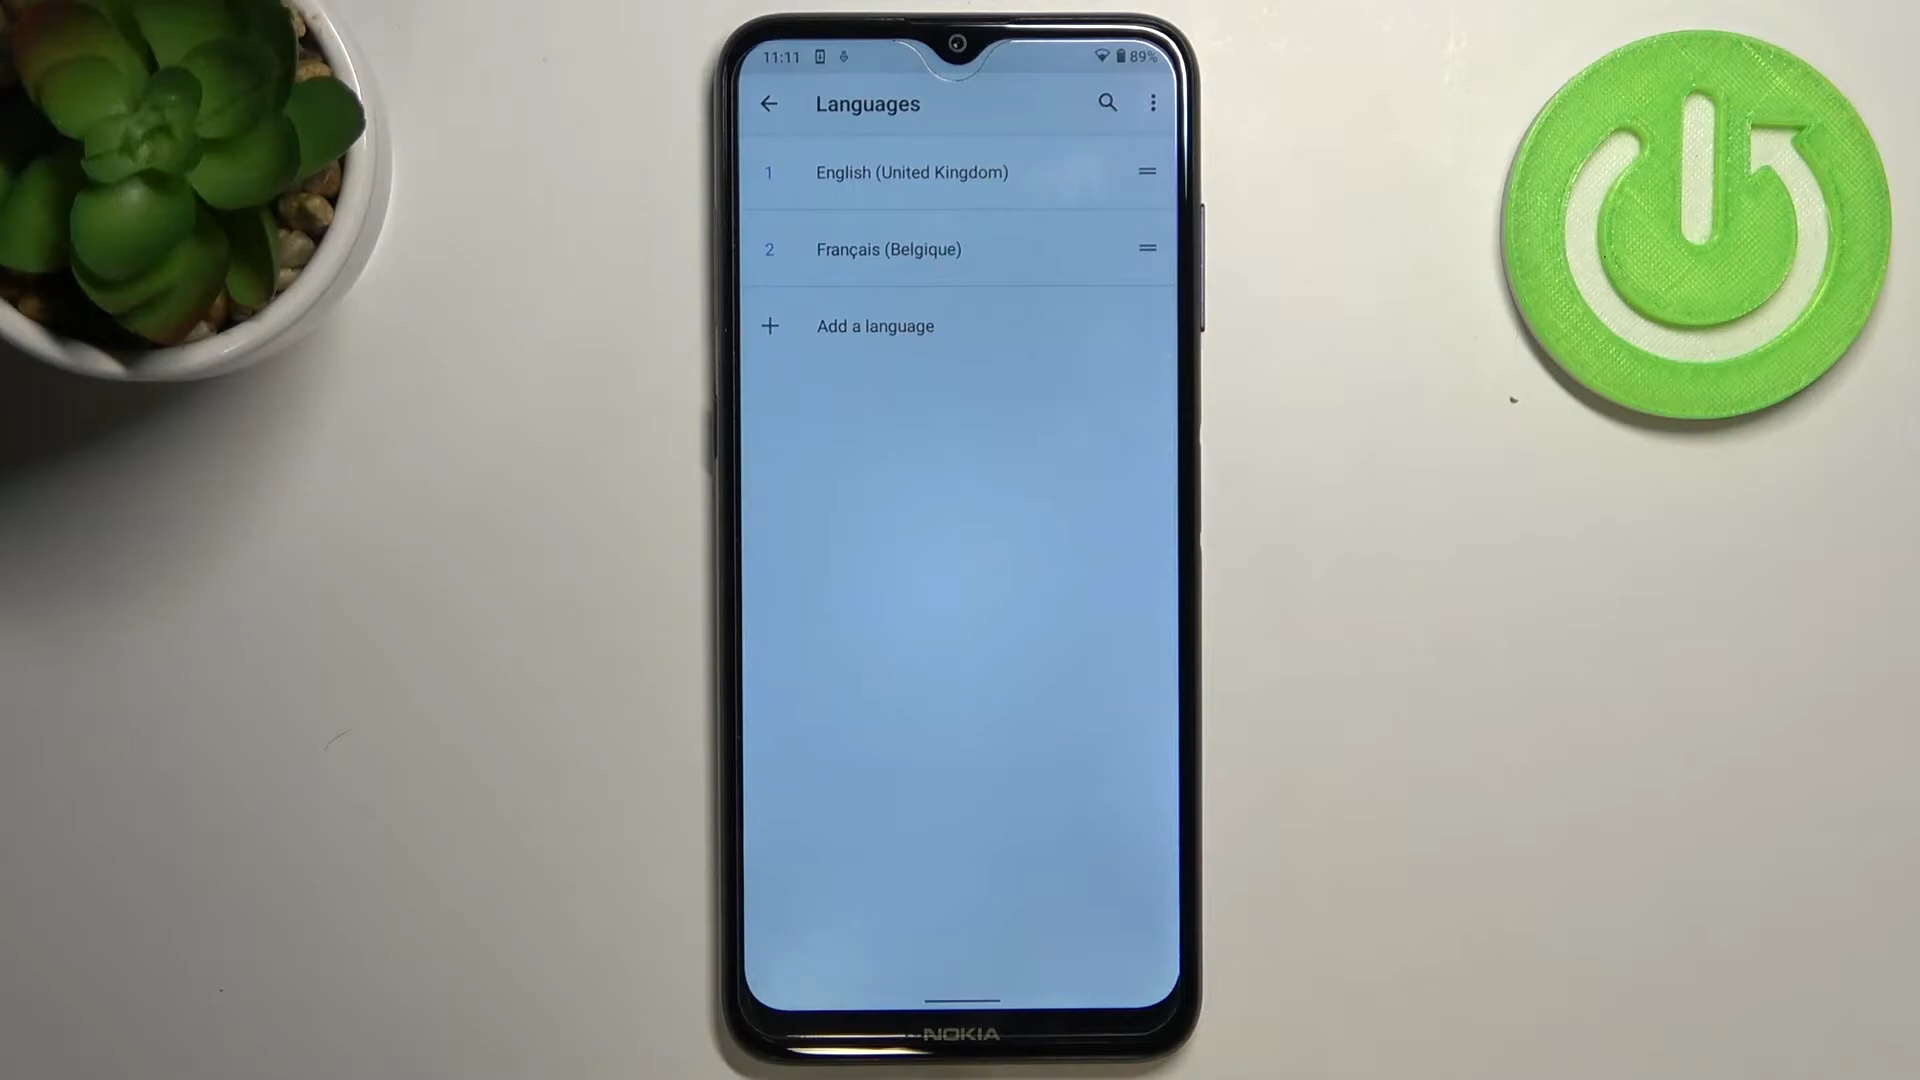 11:11 89%
Languages
1 English (United Kingdom)
2 Français (Belgique)
+ Add a language
NOKIA